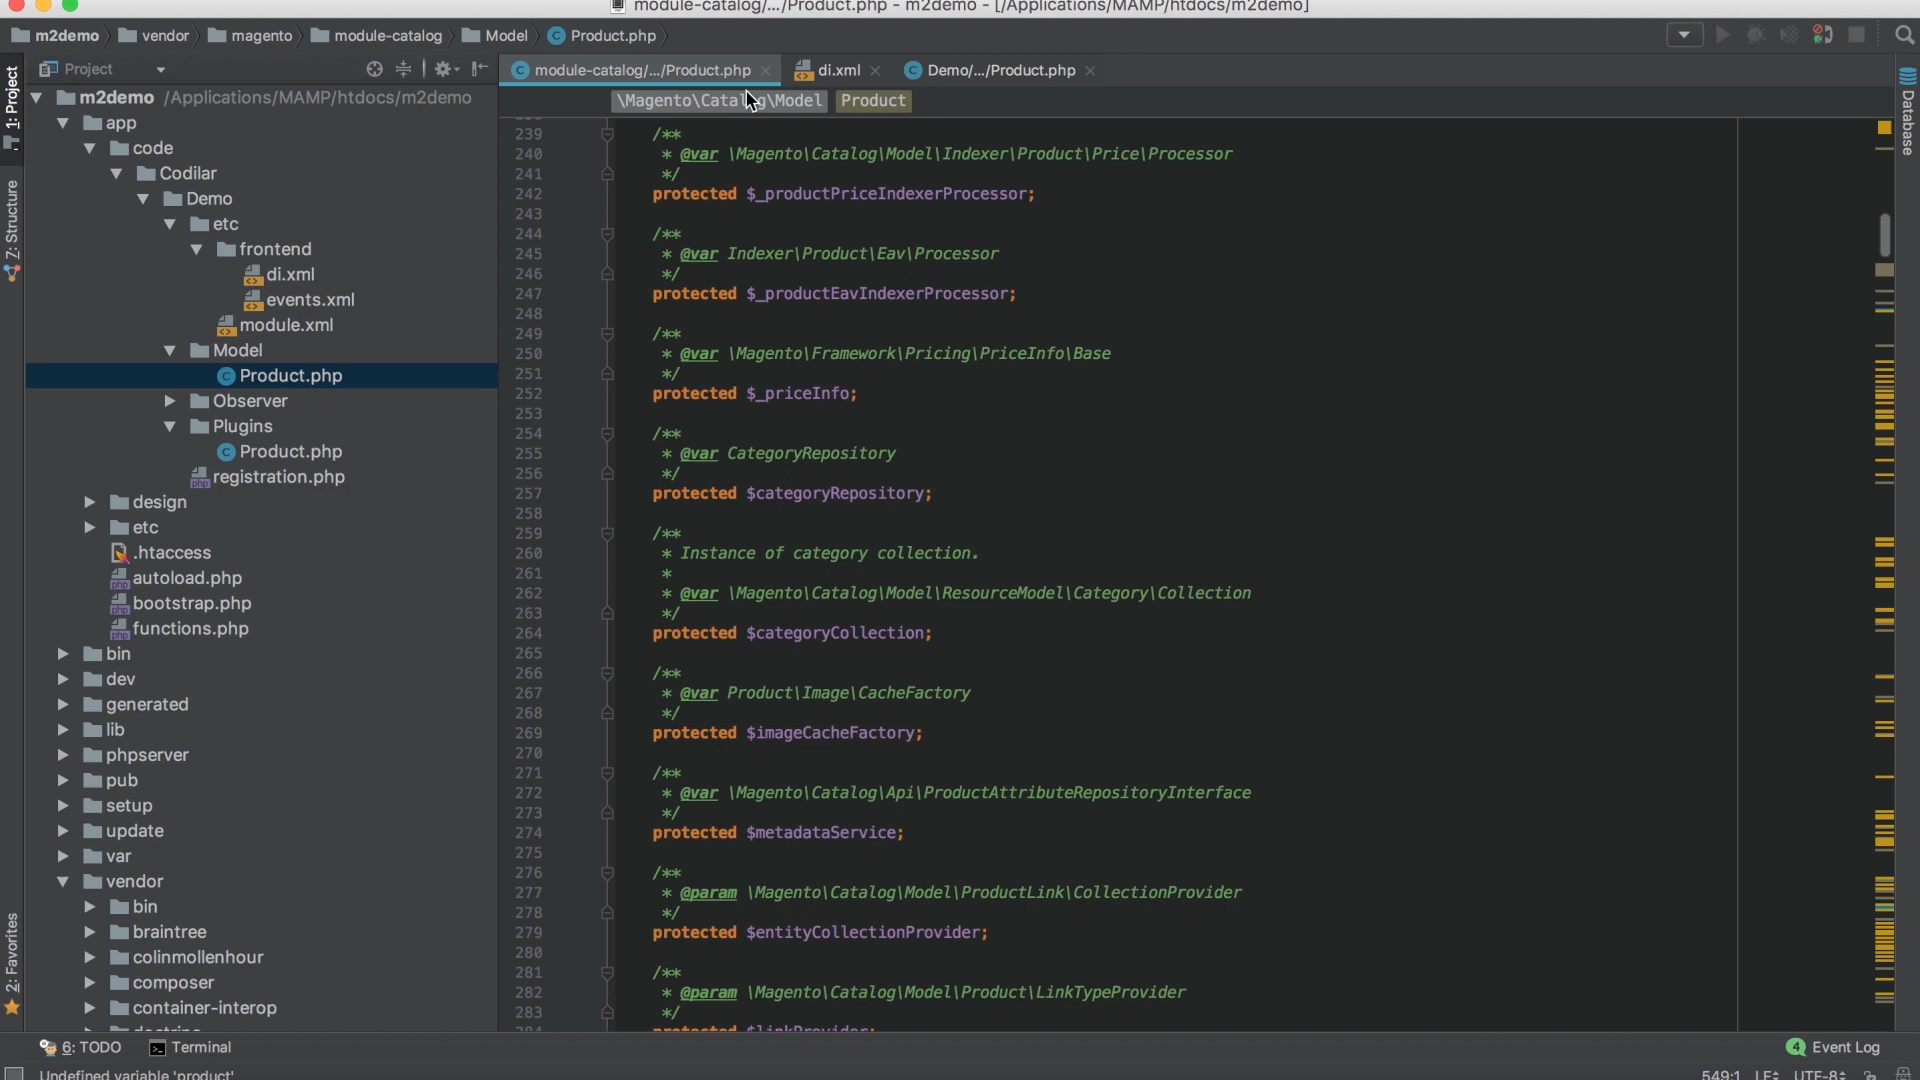 module-catalog/.../Product.php - m2demo - [/Applications/MAMP/htdocs/m2demo]
m2demo vendor magento module-catalog Model Product.php
1: Project
Z: Structure
2: Favorites
Database
Project
module-catalog/.../Product.php di.xml Demo/.../Product.php
\Magento\Catalog\Model Product
m2demo /Applications/MAMP/htdocs/m2demo
app
code
Codilar
Demo
etc
frontend
di.xml
events.xml
module.xml
Model
Product.php
Observer
Plugins
Product.php
registration.php
design
etc
.htaccess
autoload.php
bootstrap.php
functions.php
bin
dev
generated
lib
phpserver
pub
setup
update
var
vendor
bin
braintree
colinmollenhour
composer
container-interop
239 /**
240 * @var \Magento\Catalog\Model\Indexer\Product\Price\Processor
241 */
242 protected $_productPriceIndexerProcessor;
243
244 /**
245 * @var Indexer\Product\Eav\Processor
246 */
247 protected $_productEavIndexerProcessor;
248
249 /**
250 * @var \Magento\Framework\Pricing\PriceInfo\Base
251 */
252 protected $_priceInfo;
253
254 /**
255 * @var CategoryRepository
256 */
257 protected $categoryRepository;
258
259 /**
260 * Instance of category collection.
261 *
262 * @var \Magento\Catalog\Model\ResourceModel\Category\Collection
263 */
264 protected $categoryCollection;
265
266 /**
267 * @var Product\Image\CacheFactory
268 */
269 protected $imageCacheFactory;
270
271 /**
272 * @var \Magento\Catalog\Api\ProductAttributeRepositoryInterface
273 */
274 protected $metadataService;
275
276 /**
277 * @param \Magento\Catalog\Model\ProductLink\CollectionProvider
278 */
279 protected $entityCollectionProvider;
280
281 /**
282 * @param \Magento\Catalog\Model\Product\LinkTypeProvider
283 */
284 protected $linkProvider;
6: TODO Terminal
4 Event Log
Undefined variable 'product'
549:1 LF UTF-8